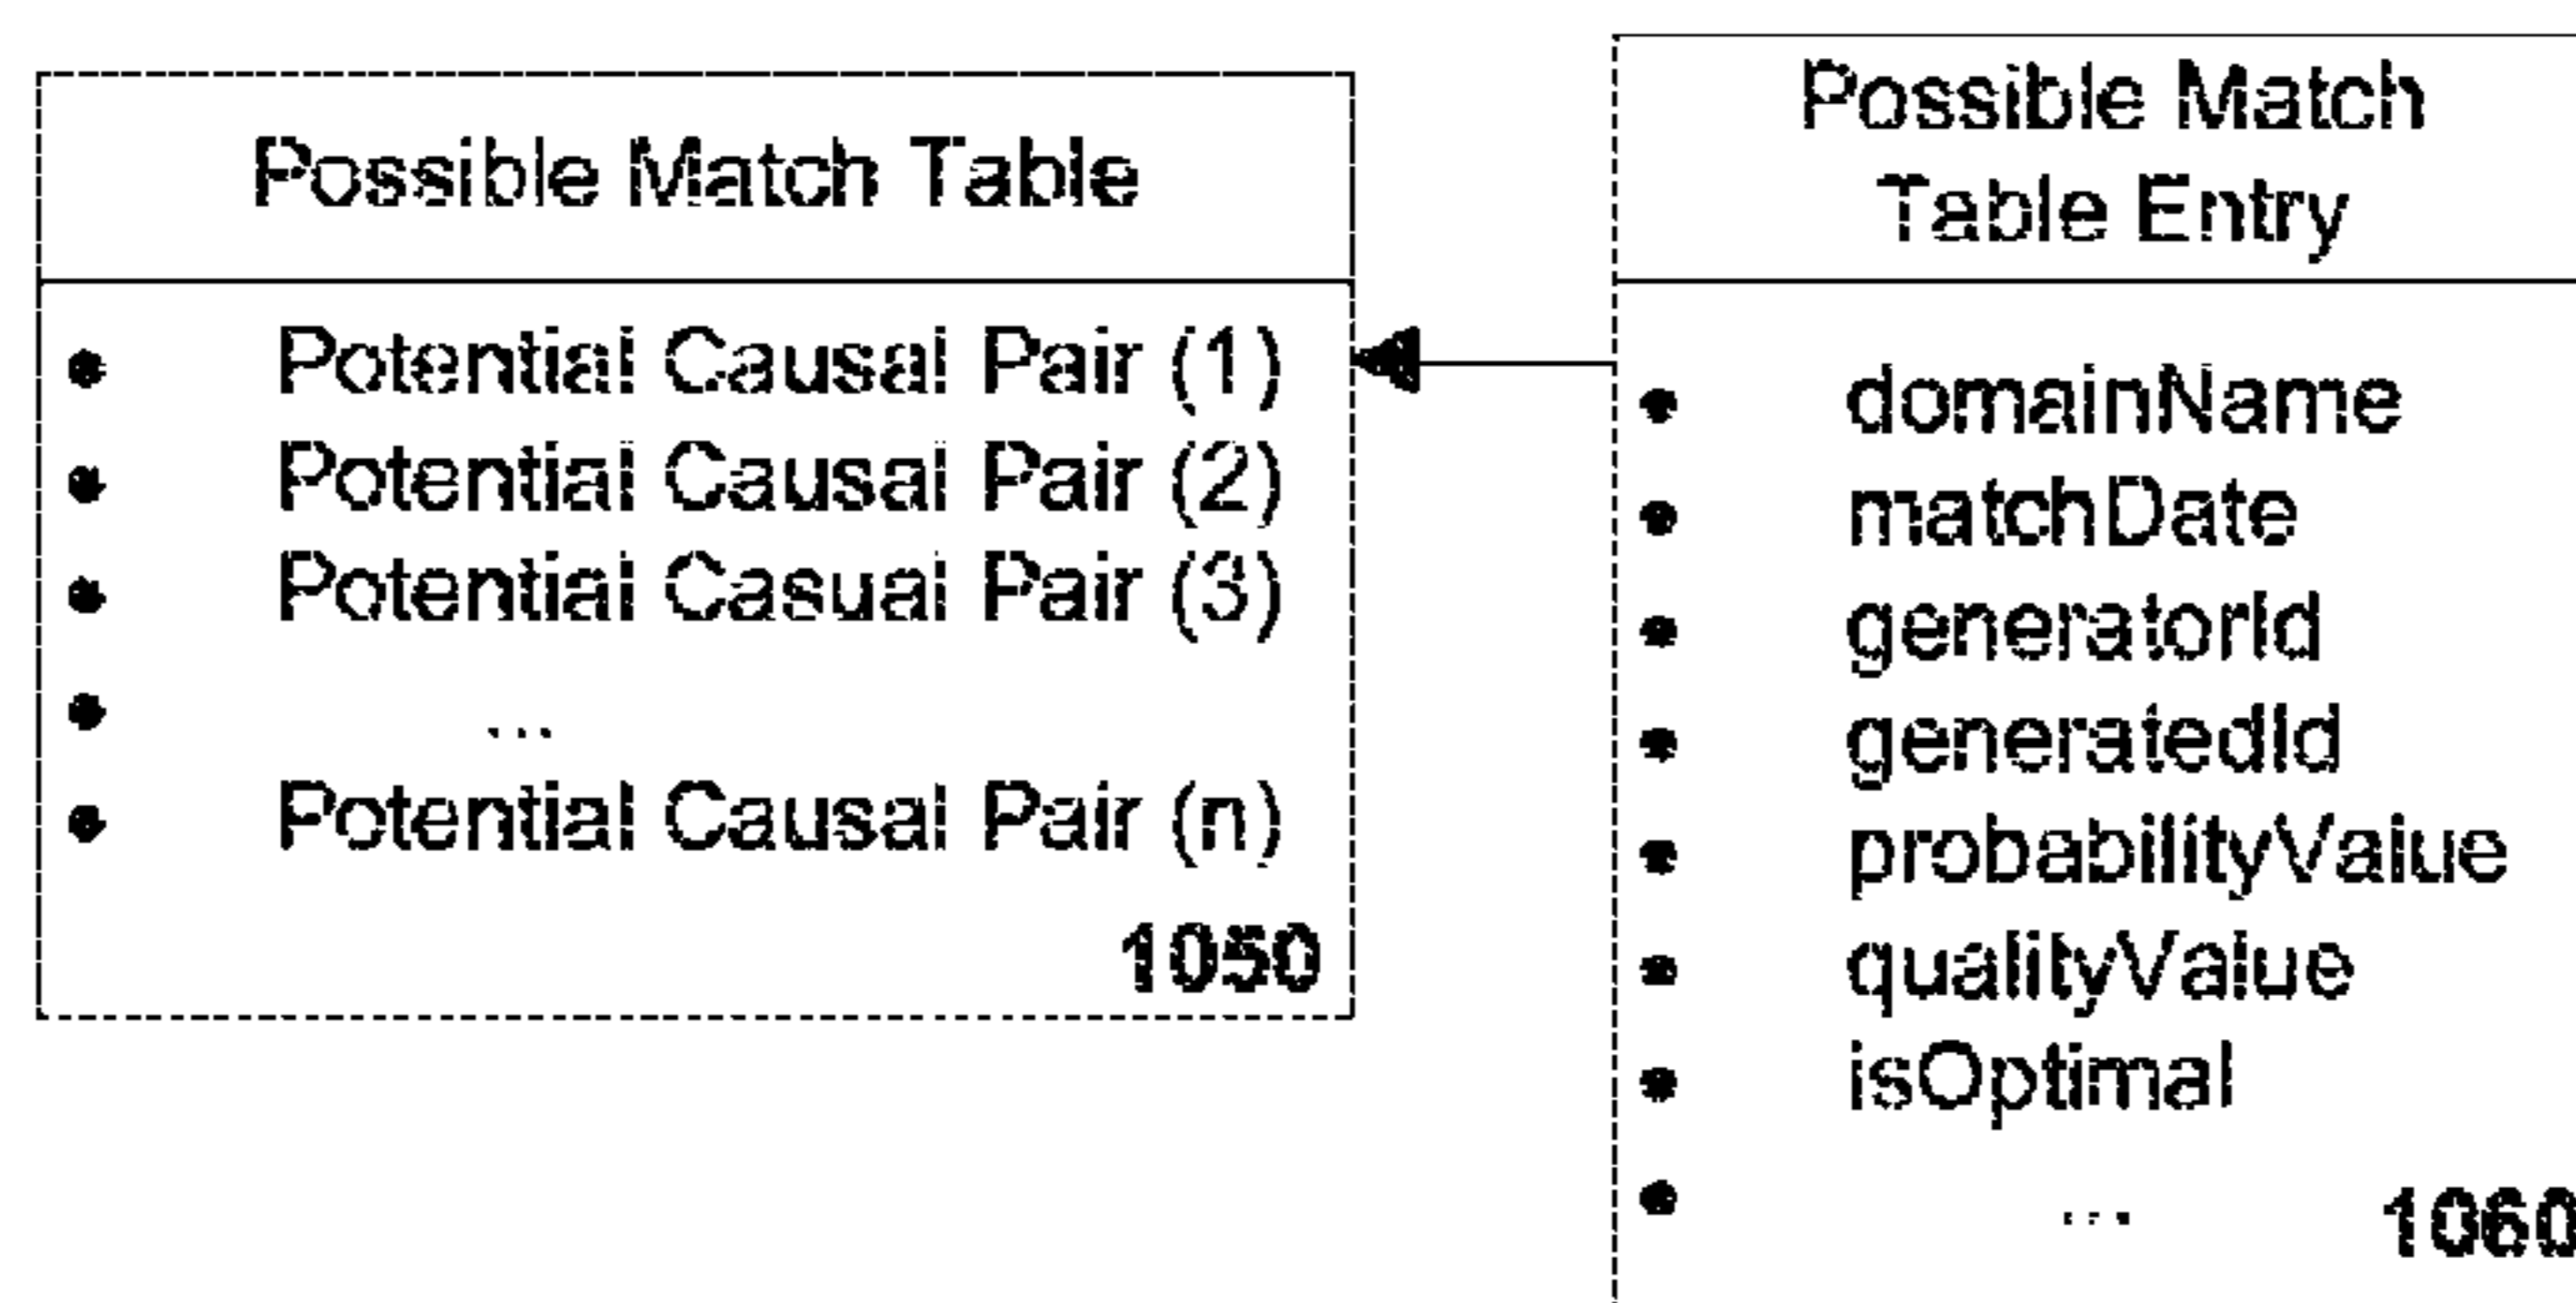 Possible Match Table
• Potential Causal Pair (1)
• Potential Causal Pair (2)
• Potential Casual Pair (3)
• ...
• Potential Causal Pair (n)
1050
Possible Match
Table Entry
• domainName
• matchDate
• generatorId
• generatedId
• probabilityValue
• qualityValue
• isOptimal
• ...
1060